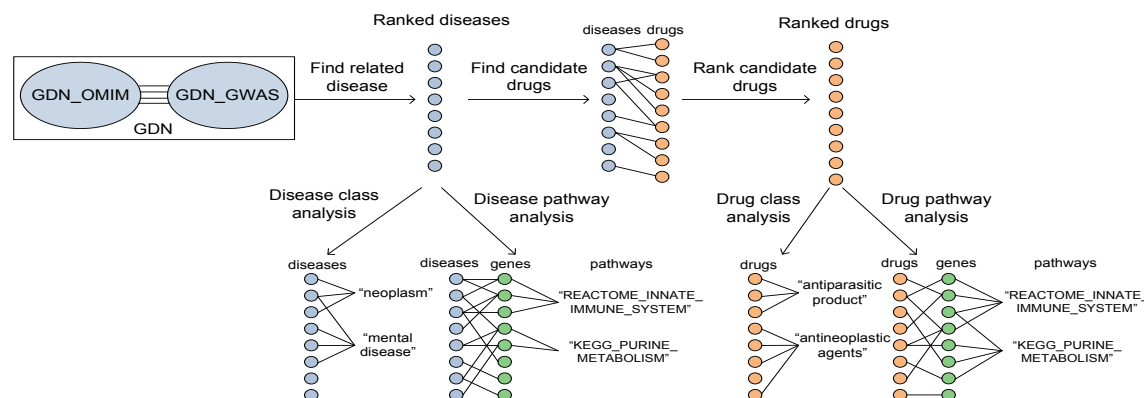 Ranked diseases
Ranked drugs
diseases drugs
GDN_OMIM
GDN_GWAS
GDN
Find related
disease
Find candidate
drugs
Rank candidate
drugs
Disease class
analysis
Disease pathway
analysis
Drug class
analysis
Drug pathway
analysis
diseases
"neoplasm"
"mental
disease"
diseases
genes
pathways
"REACTOME_INNATE_
IMMUNE_SYSTEM"
"KEGG_PURINE_
METABOLISM"
drugs
"antiparasitic
product"
"antineoplastic
agents"
drugs
genes
pathways
"REACTOME_INNATE_
IMMUNE_SYSTEM"
"KEGG_PURINE_
METABOLISM"